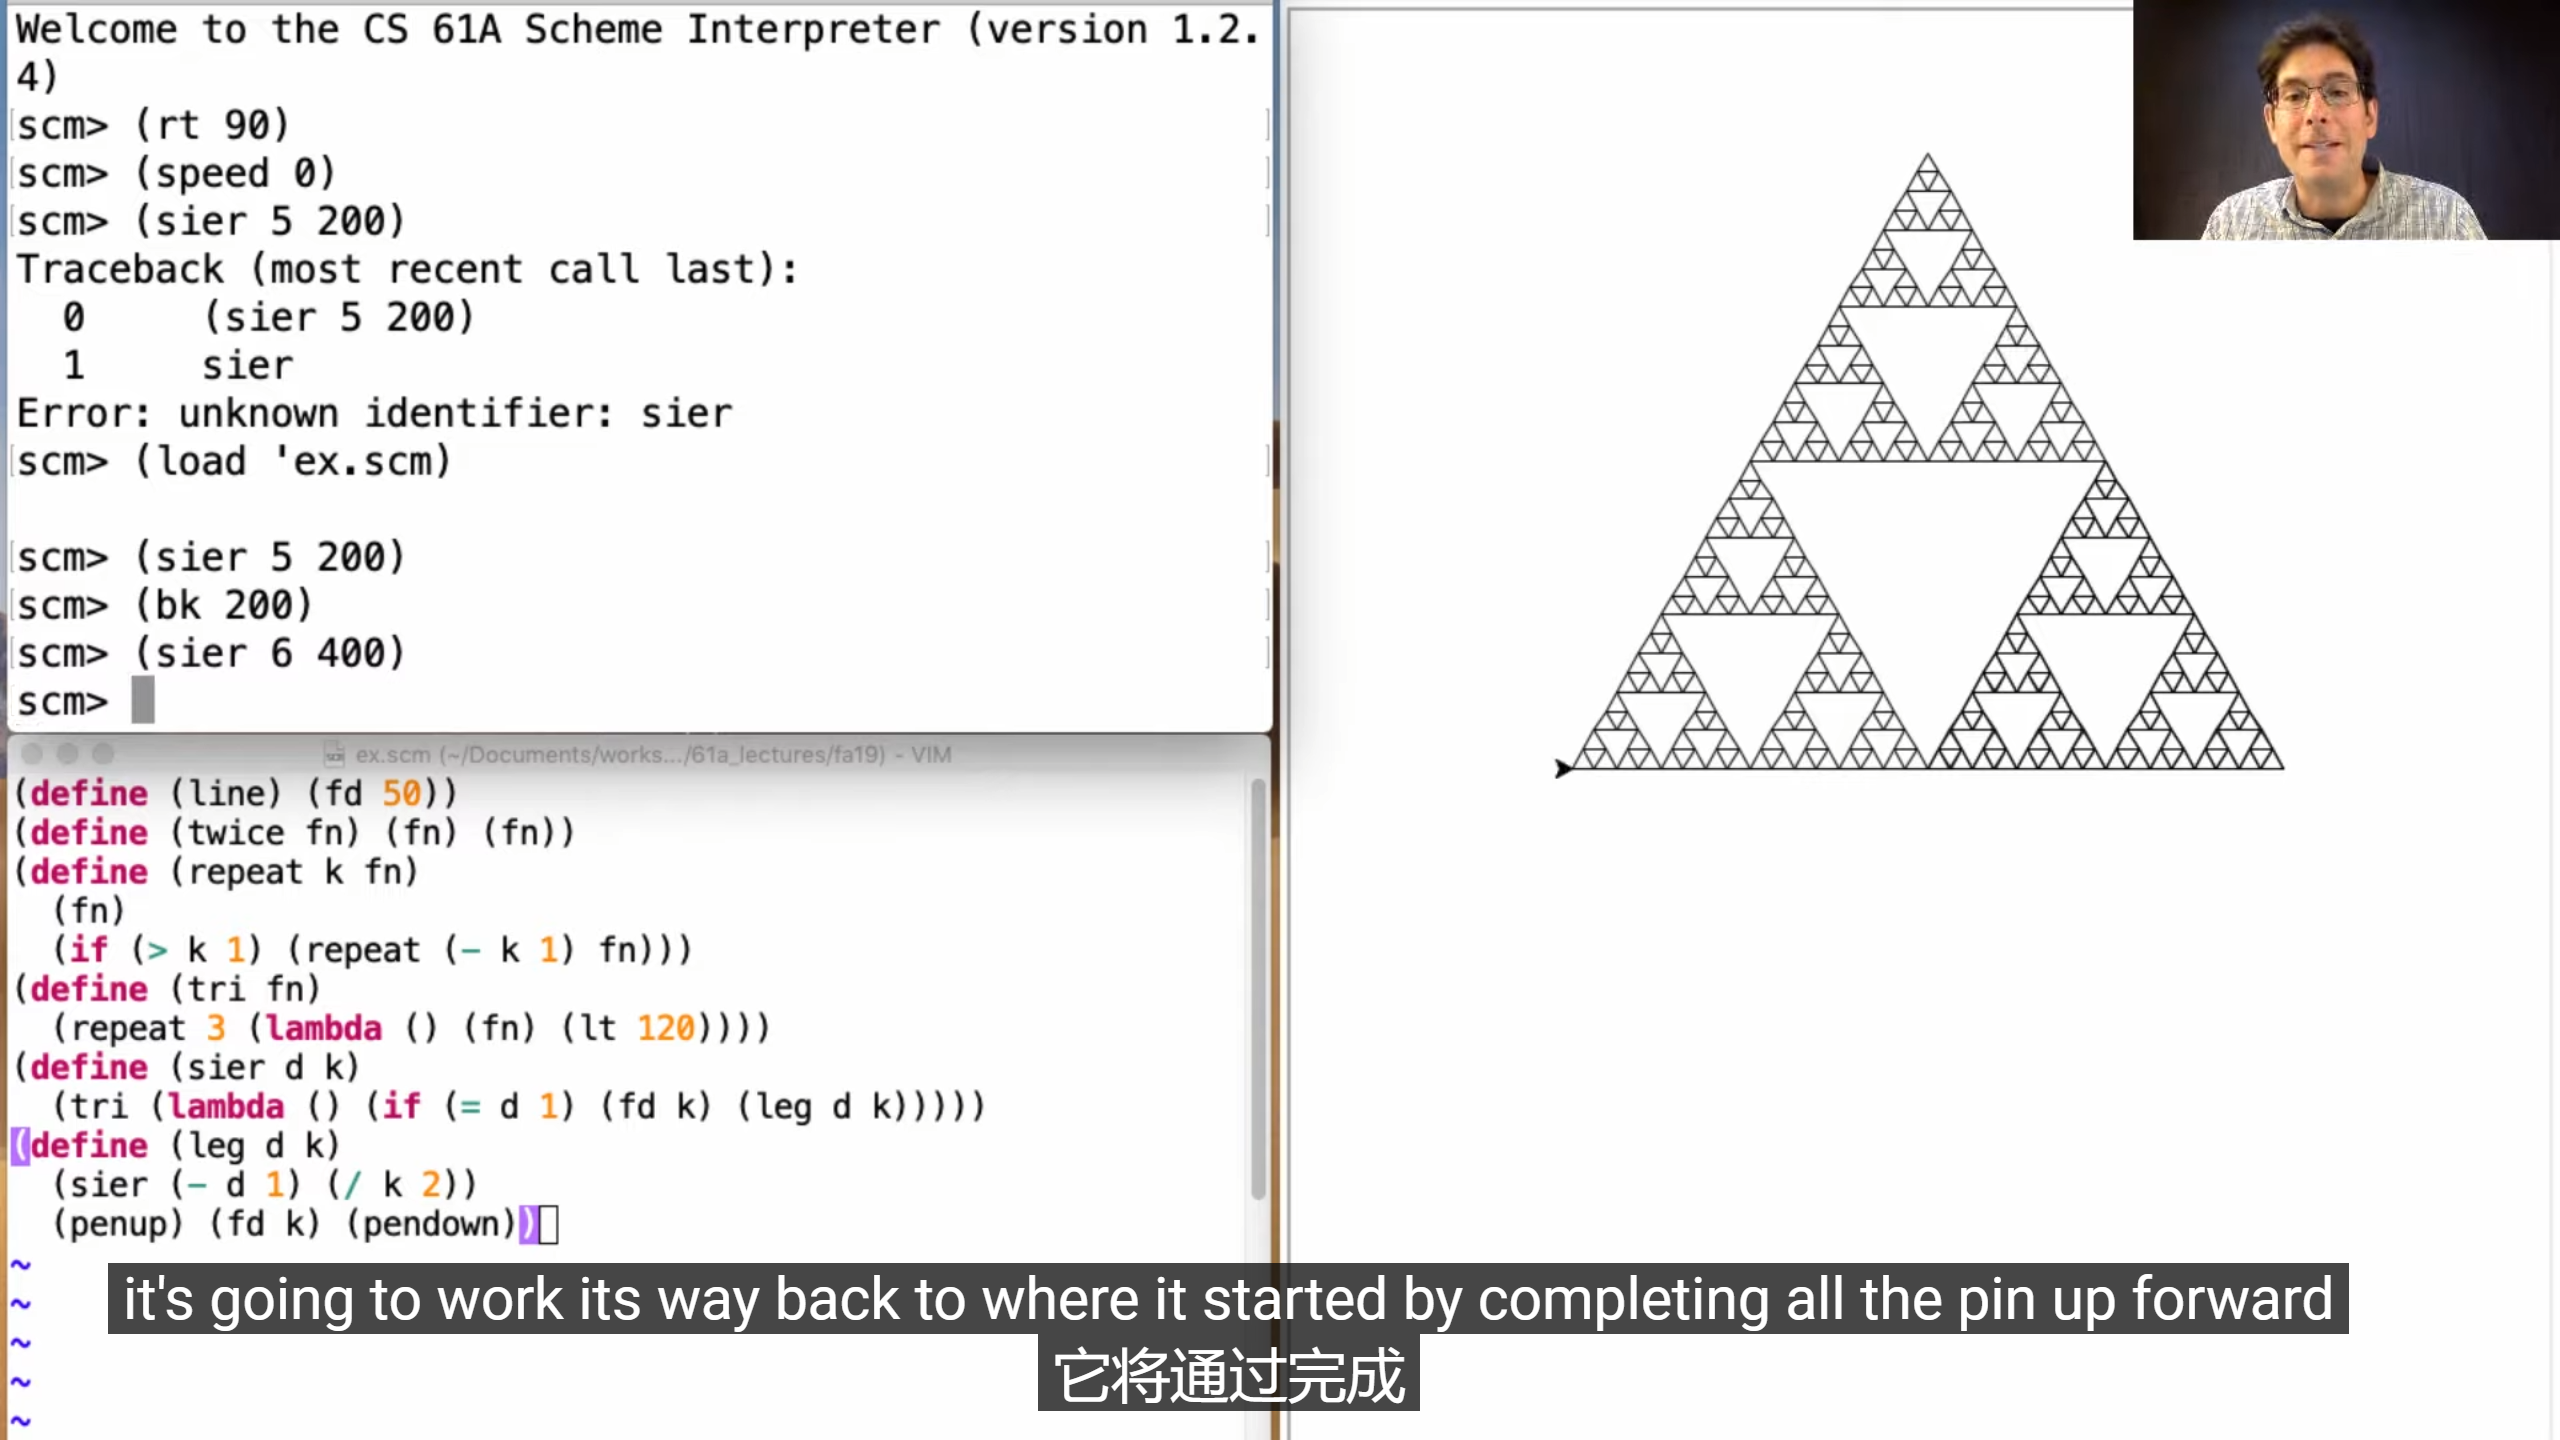 Welcome to the CS 61A Scheme Interpreter (version 1.2.
4)
scm> (rt 90)
scm> (speed 0)
scm> (sier 5 200)
Traceback (most recent call last):
  0     (sier 5 200)
  1     sier
Error: unknown identifier: sier
scm> (load 'ex.scm)
scm> (sier 5 200)
scm> (bk 200)
scm> (sier 6 400)
scm>
ex.scm (~/Documents/works.../61a_lectures/fa19) - VIM
(define (line) (fd 50))
(define (twice fn) (fn) (fn))
(define (repeat k fn)
  (fn)
  (if (> k 1) (repeat (- k 1) fn)))
(define (tri fn)
  (repeat 3 (lambda () (fn) (lt 120))))
(define (sier d k)
  (tri (lambda () (if (= d 1) (fd k) (leg d k)))))
(define (leg d k)
  (sier (- d 1) (/ k 2))
  (penup) (fd k) (pendown))
~
~
~
~
~
it's going to work its way back to where it started by completing all the pin up forward
它将通过完成